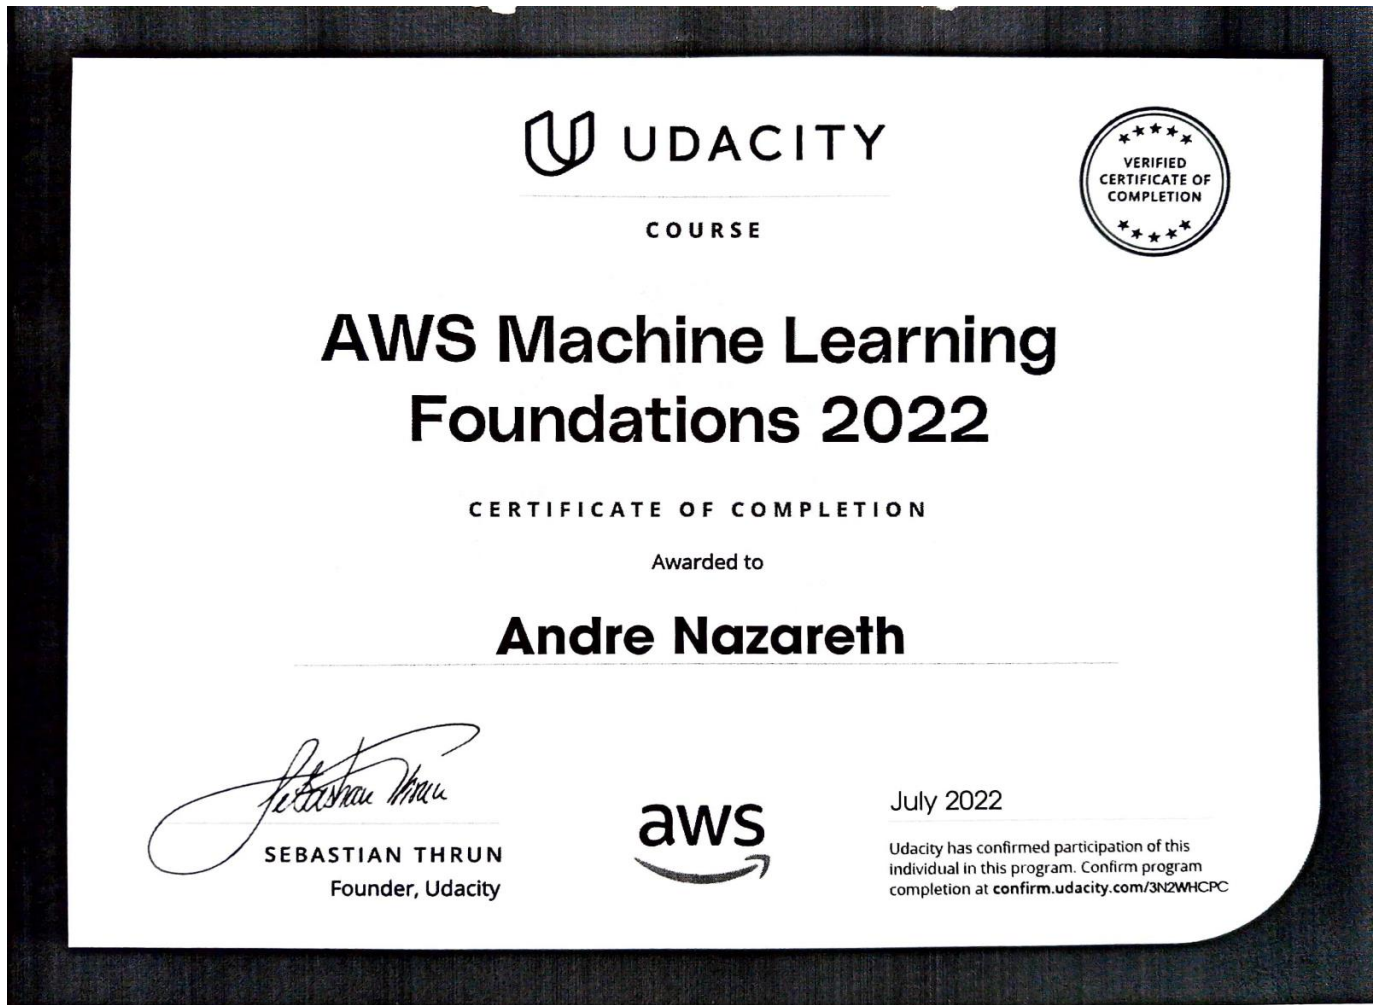 UDACITY
VERIFIED
CERTIFICATE OF
COMPLETION
COURSE
AWS Machine Learning
Foundations 2022
CERTIFICATE OF COMPLETION
Awarded to
Andre Nazareth
Sebastian Thrun
SEBASTIAN THRUN
Founder, Udacity
aws
July 2022
Udacity has confirmed participation of this
individual in this program. Confirm program
completion at confirm.udacity.com/3N2WHCPC